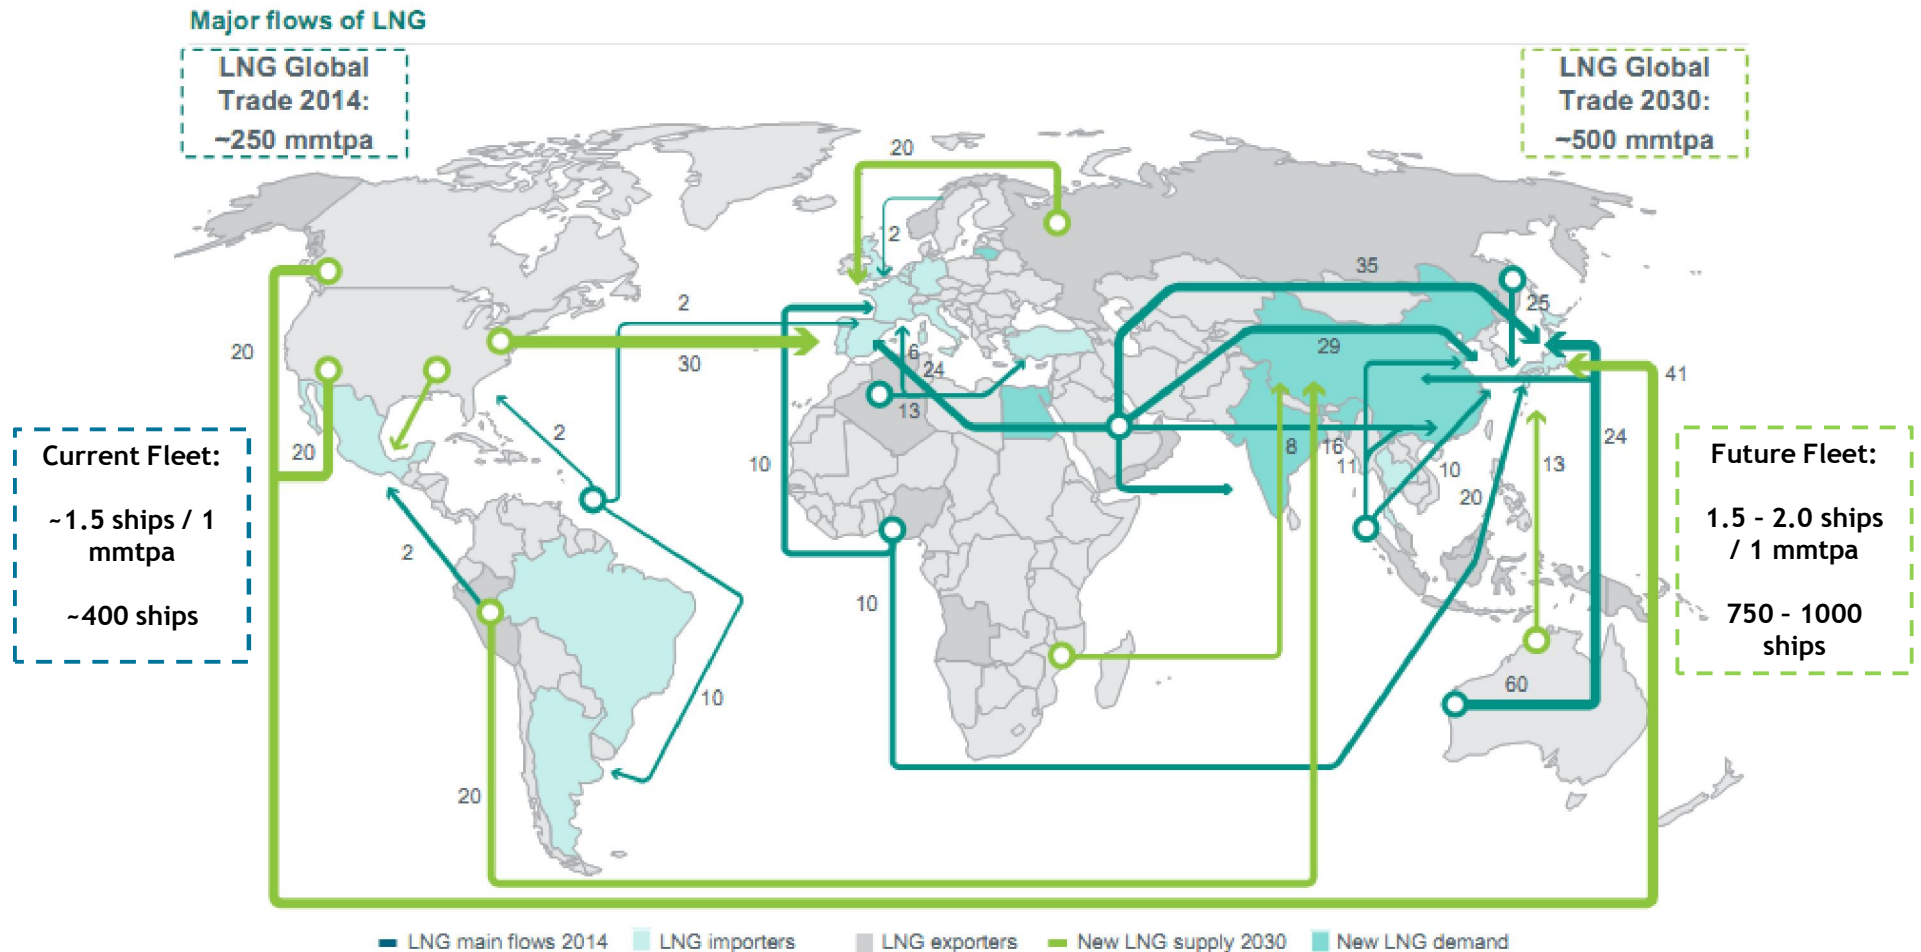 Major flows of LNG
LNG Global
Trade 2014:
~250 mmtpa
LNG Global
Trade 2030:
~500 mmtpa
20
2
35
25
2
20
30
6
24
29
41
13
2
20
10
8
16
11
10
20
13
24
Current Fleet:
~1.5 ships / 1
mmtpa
~400 ships
Future Fleet:
1.5 - 2.0 ships
/ 1 mmtpa
750 - 1000
ships
2
10
60
10
20
LNG main flows 2014 LNG importers LNG exporters New LNG supply 2030 New LNG demand